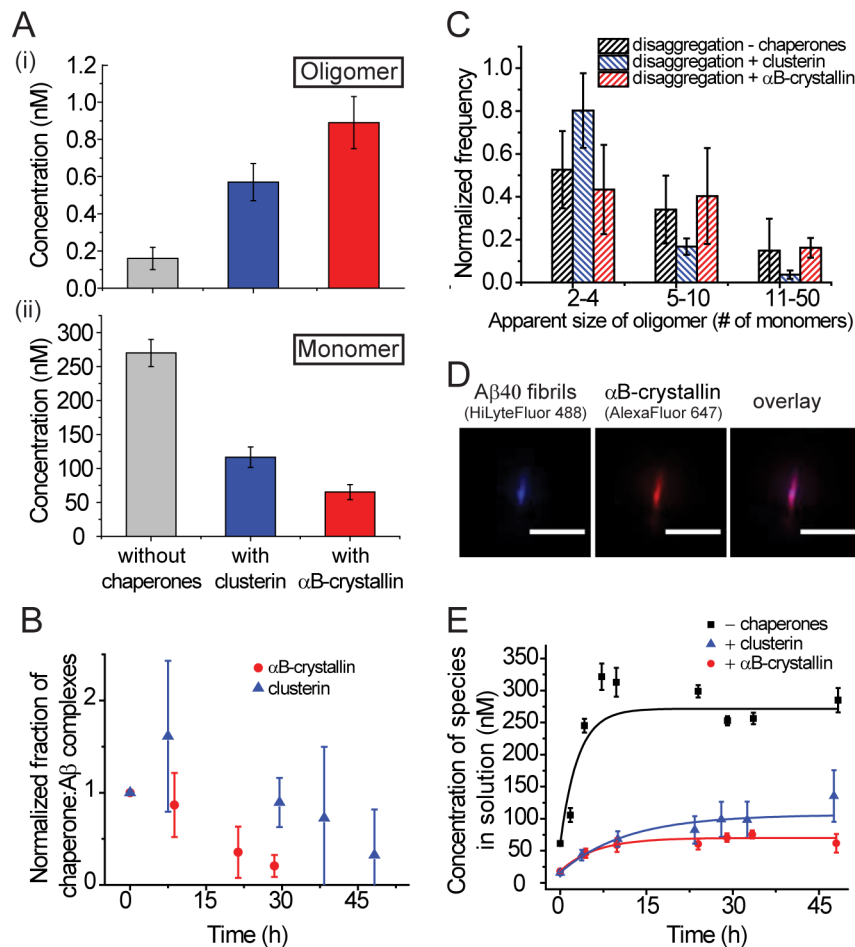 A
(i)
Oligomer
Concentration (nM)
1.2
1.0
0.8
0.6
0.4
0.2
0.0
(ii)
Monomer
Concentration (nM)
250
200
150
100
50
0
without chaperones
with clusterin
with αB-crystallin
B
αB-crystallin
clusterin
Normalized fraction of
chaperone:Aβ complexes
2
1
0
0 15 30 45
Time (h)
C
disaggregation - chaperones
disaggregation + clusterin
disaggregation + αB-crystallin
Normalized frequency
1.0
0.8
0.6
0.4
0.2
0.0
2-4 5-10 11-50
Apparent size of oligomer (# of monomers)
D
Aβ40 fibrils
(HiLyteFluor 488)
αB-crystallin
(AlexaFluor 647)
overlay
E
– chaperones
+ clusterin
+ αB-crystallin
Concentration of species
in solution (nM)
350
300
250
200
150
100
50
0
0 15 30 45
Time (h)